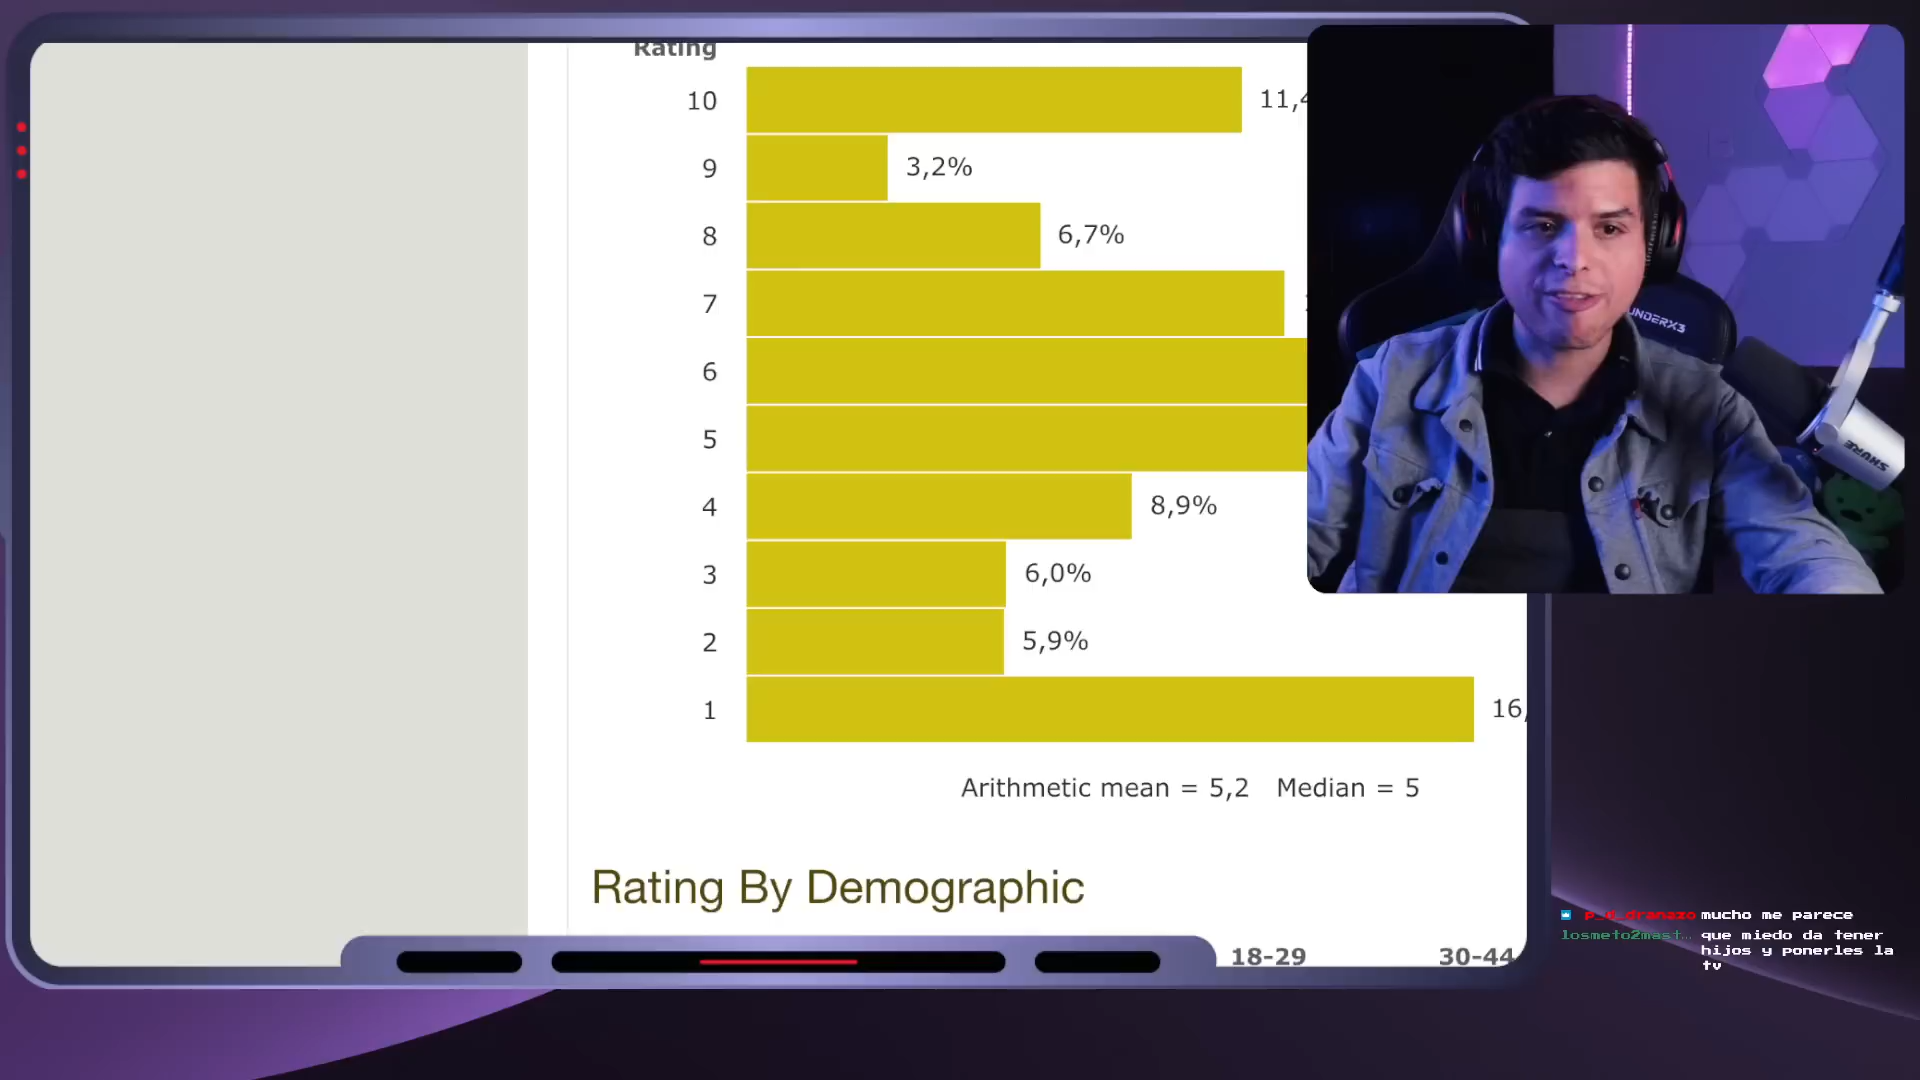 Rating
10 11,4
9 3,2%
8 6,7%
7
6
5
4 8,9%
3 6,0%
2 5,9%
1 16,
Arithmetic mean = 5,2 Median = 5
Rating By Demographic
18-29 30-44
UNDERX3
SHURE
mucho me parece
losmeto2mast… que miedo da tener
hijos y ponerles la
tv